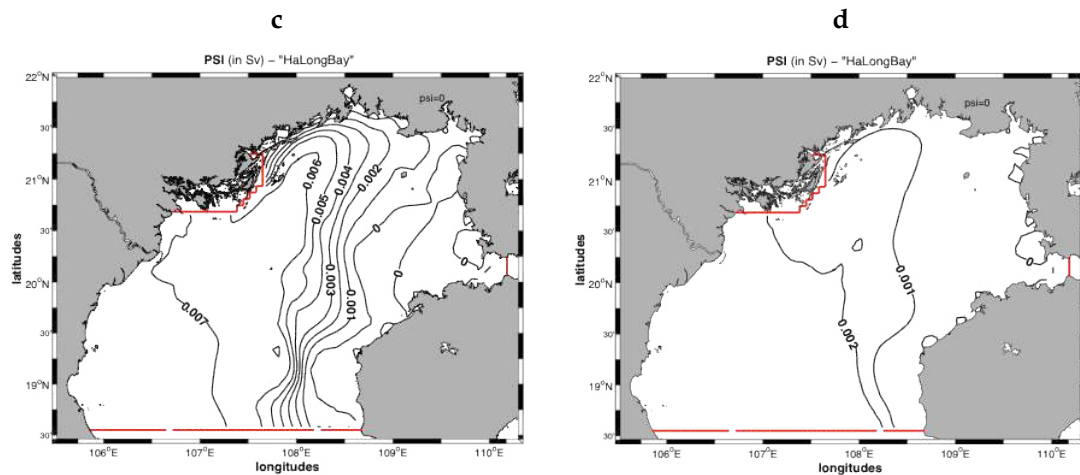 c
d
PSI (in Sv) – "HaLongBay"
PSI (in Sv) – "HaLongBay"
22°N
psi=0
30'
21°N
30'
20°N
30'
19°N
30'
106°E
107°E
108°E
109°E
110°E
latitudes
longitudes
0.006
0.004
0.002
0.005
0
0
0.003
0.001
0.007
22°N
psi=0
30'
21°N
30'
20°N
30'
19°N
30'
106°E
107°E
108°E
109°E
110°E
latitudes
longitudes
0
0.001
0.002